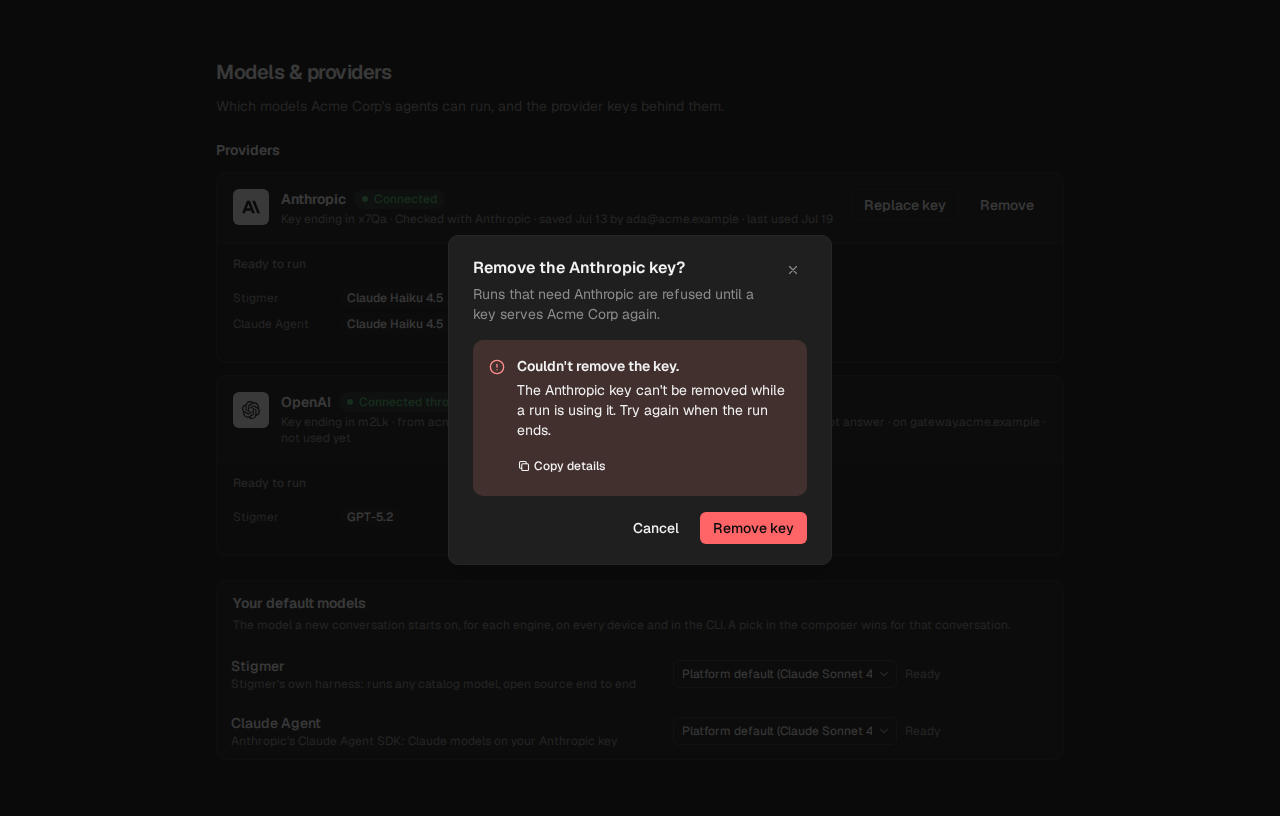 Models & providers
Which models Acme Corp's agents can run, and the provider keys behind them.
Providers
Anthropic
Connected
Key ending in x7Qa · Checked with Anthropic · saved Jul 13 by ada@acme.example · last used Jul 19
Replace key
Remove
Ready to run
Stigmer
Claude Haiku 4.5
Claude Agent
Claude Haiku 4.5
Remove the Anthropic key?
Runs that need Anthropic are refused until a
key serves Acme Corp again.
Couldn't remove the key.
The Anthropic key can't be removed while
a run is using it. Try again when the run
ends.
Copy details
Cancel
Remove key
OpenAI
Connected thro
Key ending in m2Lk · from acm
ot answer · on gateway.acme.example ·
not used yet
Ready to run
Stigmer
GPT-5.2
Your default models
The model a new conversation starts on, for each engine, on every device and in the CLI. A pick in the composer wins for that conversation.
Stigmer
Stigmer's own harness: runs any catalog model, open source end to end
Platform default (Claude Sonnet 4
Ready
Claude Agent
Anthropic's Claude Agent SDK: Claude models on your Anthropic key
Platform default (Claude Sonnet 4
Ready